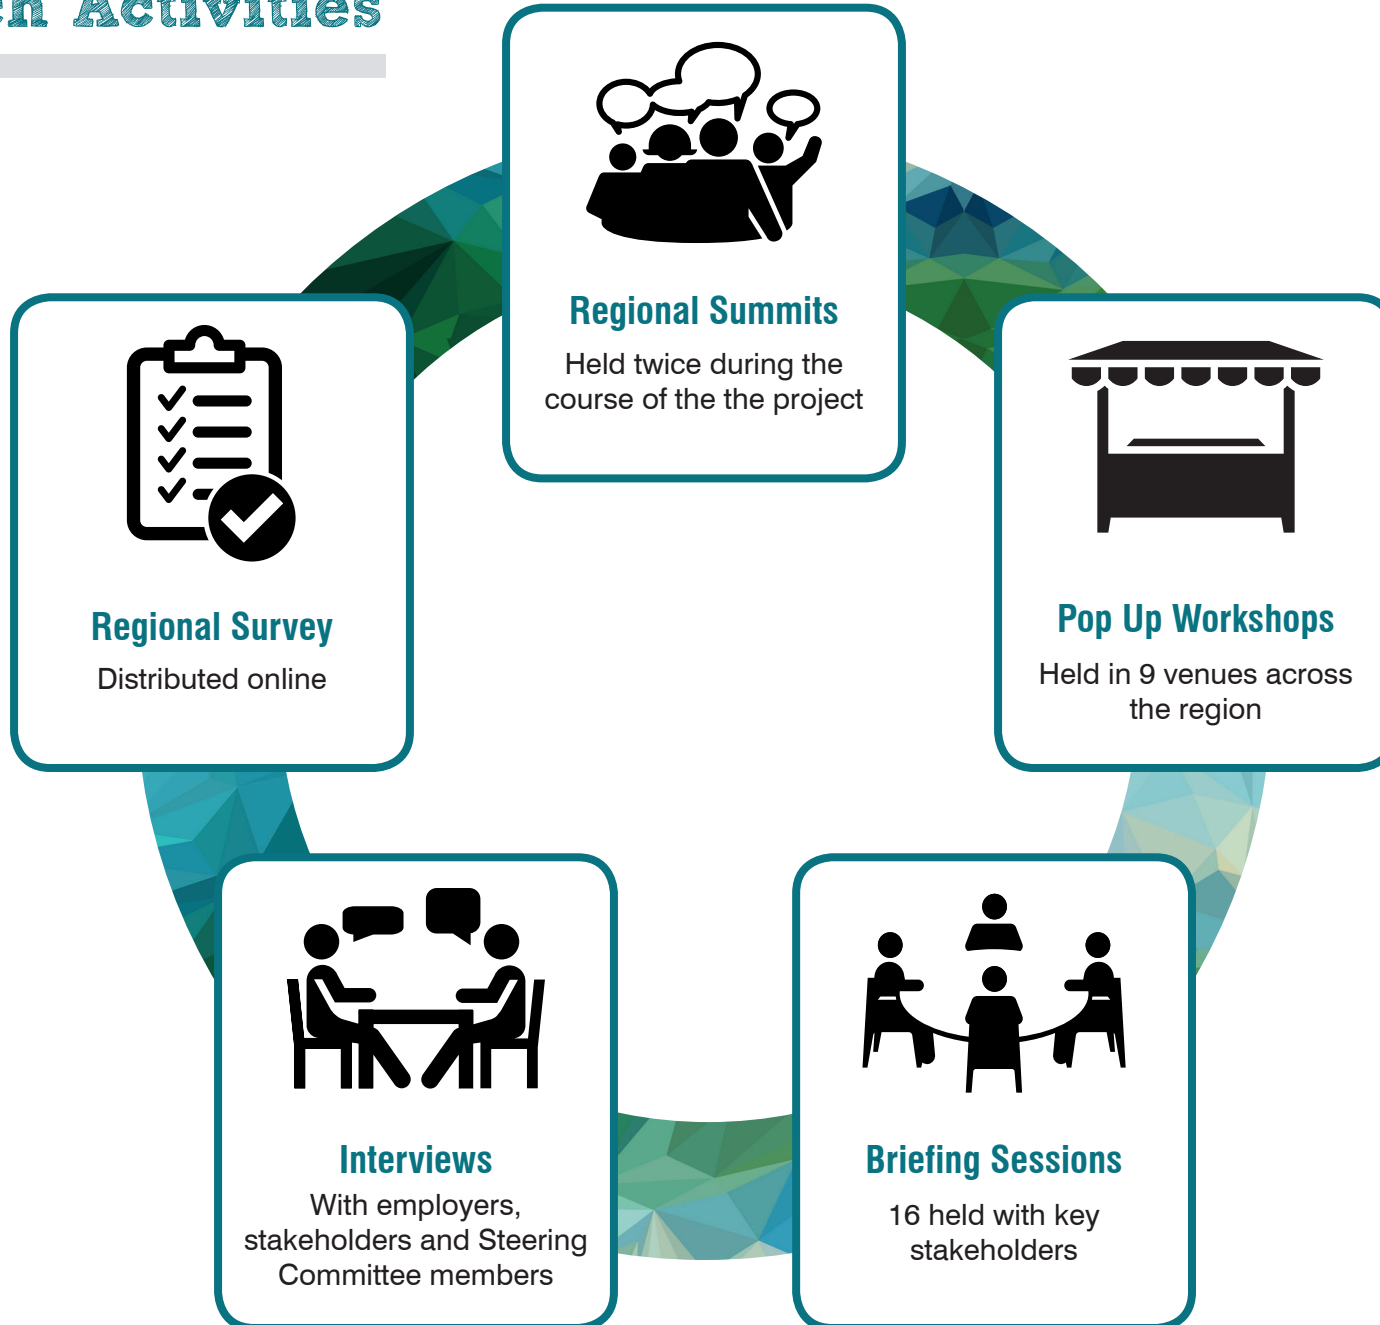 Activities
Regional Summits
Held twice during the
course of the the project
Regional Survey
Distributed online
Pop Up Workshops
Held in 9 venues across
the region
Interviews
With employers,
stakeholders and Steering
Committee members
Briefing Sessions
16 held with key
stakeholders